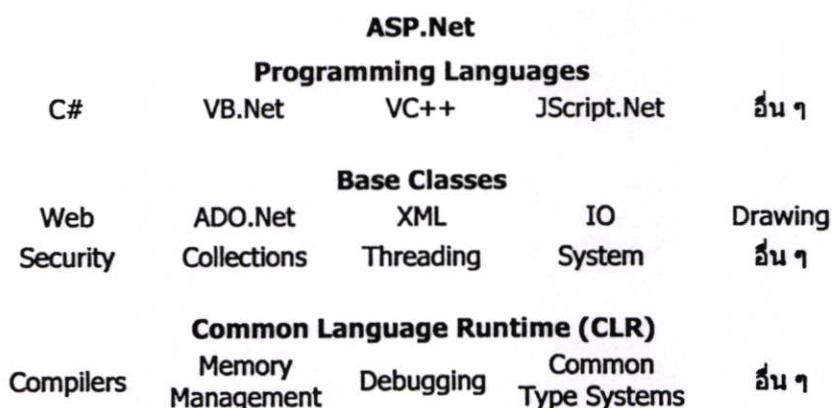 ASP.Net
Programming Languages
C# VB.Net VC++ JScript.Net อื่น ๆ
Base Classes
Web ADO.Net XML IO Drawing
Security Collections Threading System อื่น ๆ
Common Language Runtime (CLR)
Compilers Memory Management Debugging Common Type Systems อื่น ๆ